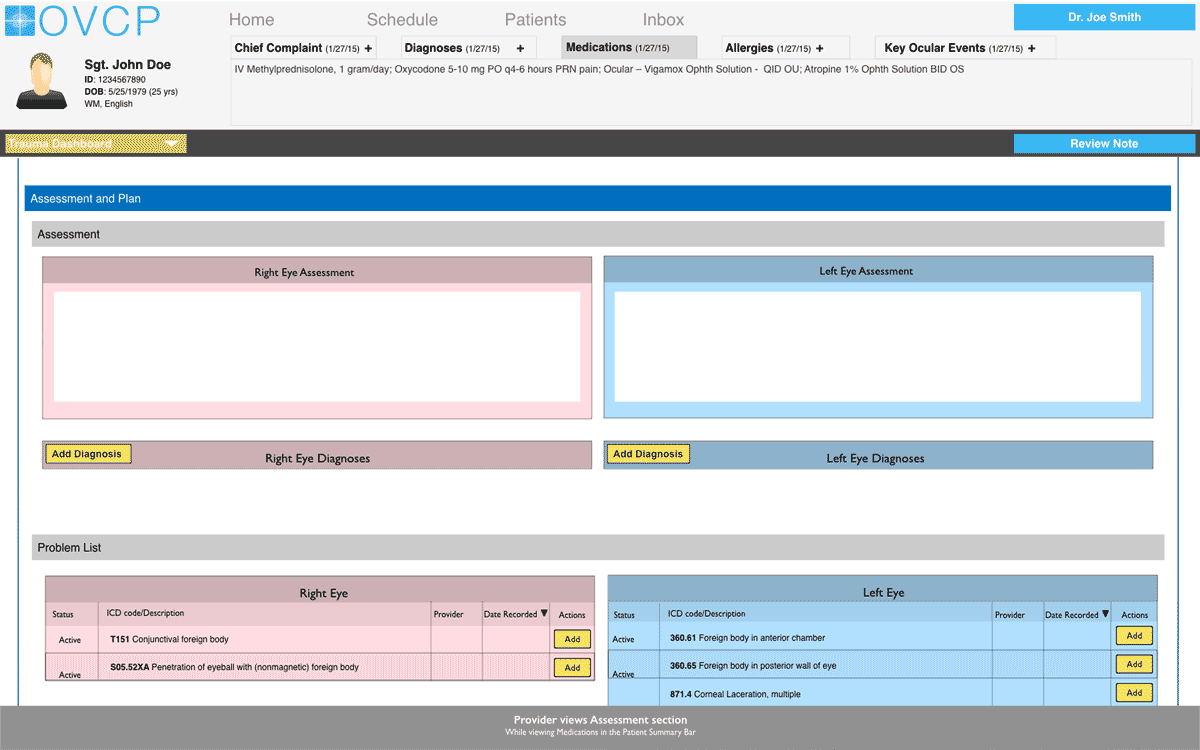 OVCP
Home Schedule Patients Inbox
Dr. Joe Smith
Sgt. John Doe
ID: 1234567890
DOB: 5/25/1979 (25 yrs)
WM, English
Chief Complaint (1/27/15) + Diagnoses (1/27/15) + Medications (1/27/15) Allergies (1/27/15) + Key Ocular Events (1/27/15) +
IV Methylprednisolone, 1 gram/day; Oxycodone 5-10 mg PO q4-6 hours PRN pain; Ocular – Vigamox Ophth Solution - QID OU; Atropine 1% Ophth Solution BID OS
Trauma Dashboard
Review Note
Assessment and Plan
Assessment
Right Eye Assessment
Left Eye Assessment
Add Diagnosis Right Eye Diagnoses
Add Diagnosis Left Eye Diagnoses
Problem List
Right Eye
Status ICD code/Description Provider Date Recorded ▼ Actions
Active T151 Conjunctival foreign body Add
Active S05.52XA Penetration of eyeball with (nonmagnetic) foreign body Add
Left Eye
Status ICD code/Description Provider Date Recorded ▼ Actions
Active 360.61 Foreign body in anterior chamber Add
Active 360.65 Foreign body in posterior wall of eye Add
871.4 Corneal Laceration, multiple Add
Provider views Assessment section
While viewing Medications in the Patient Summary Bar